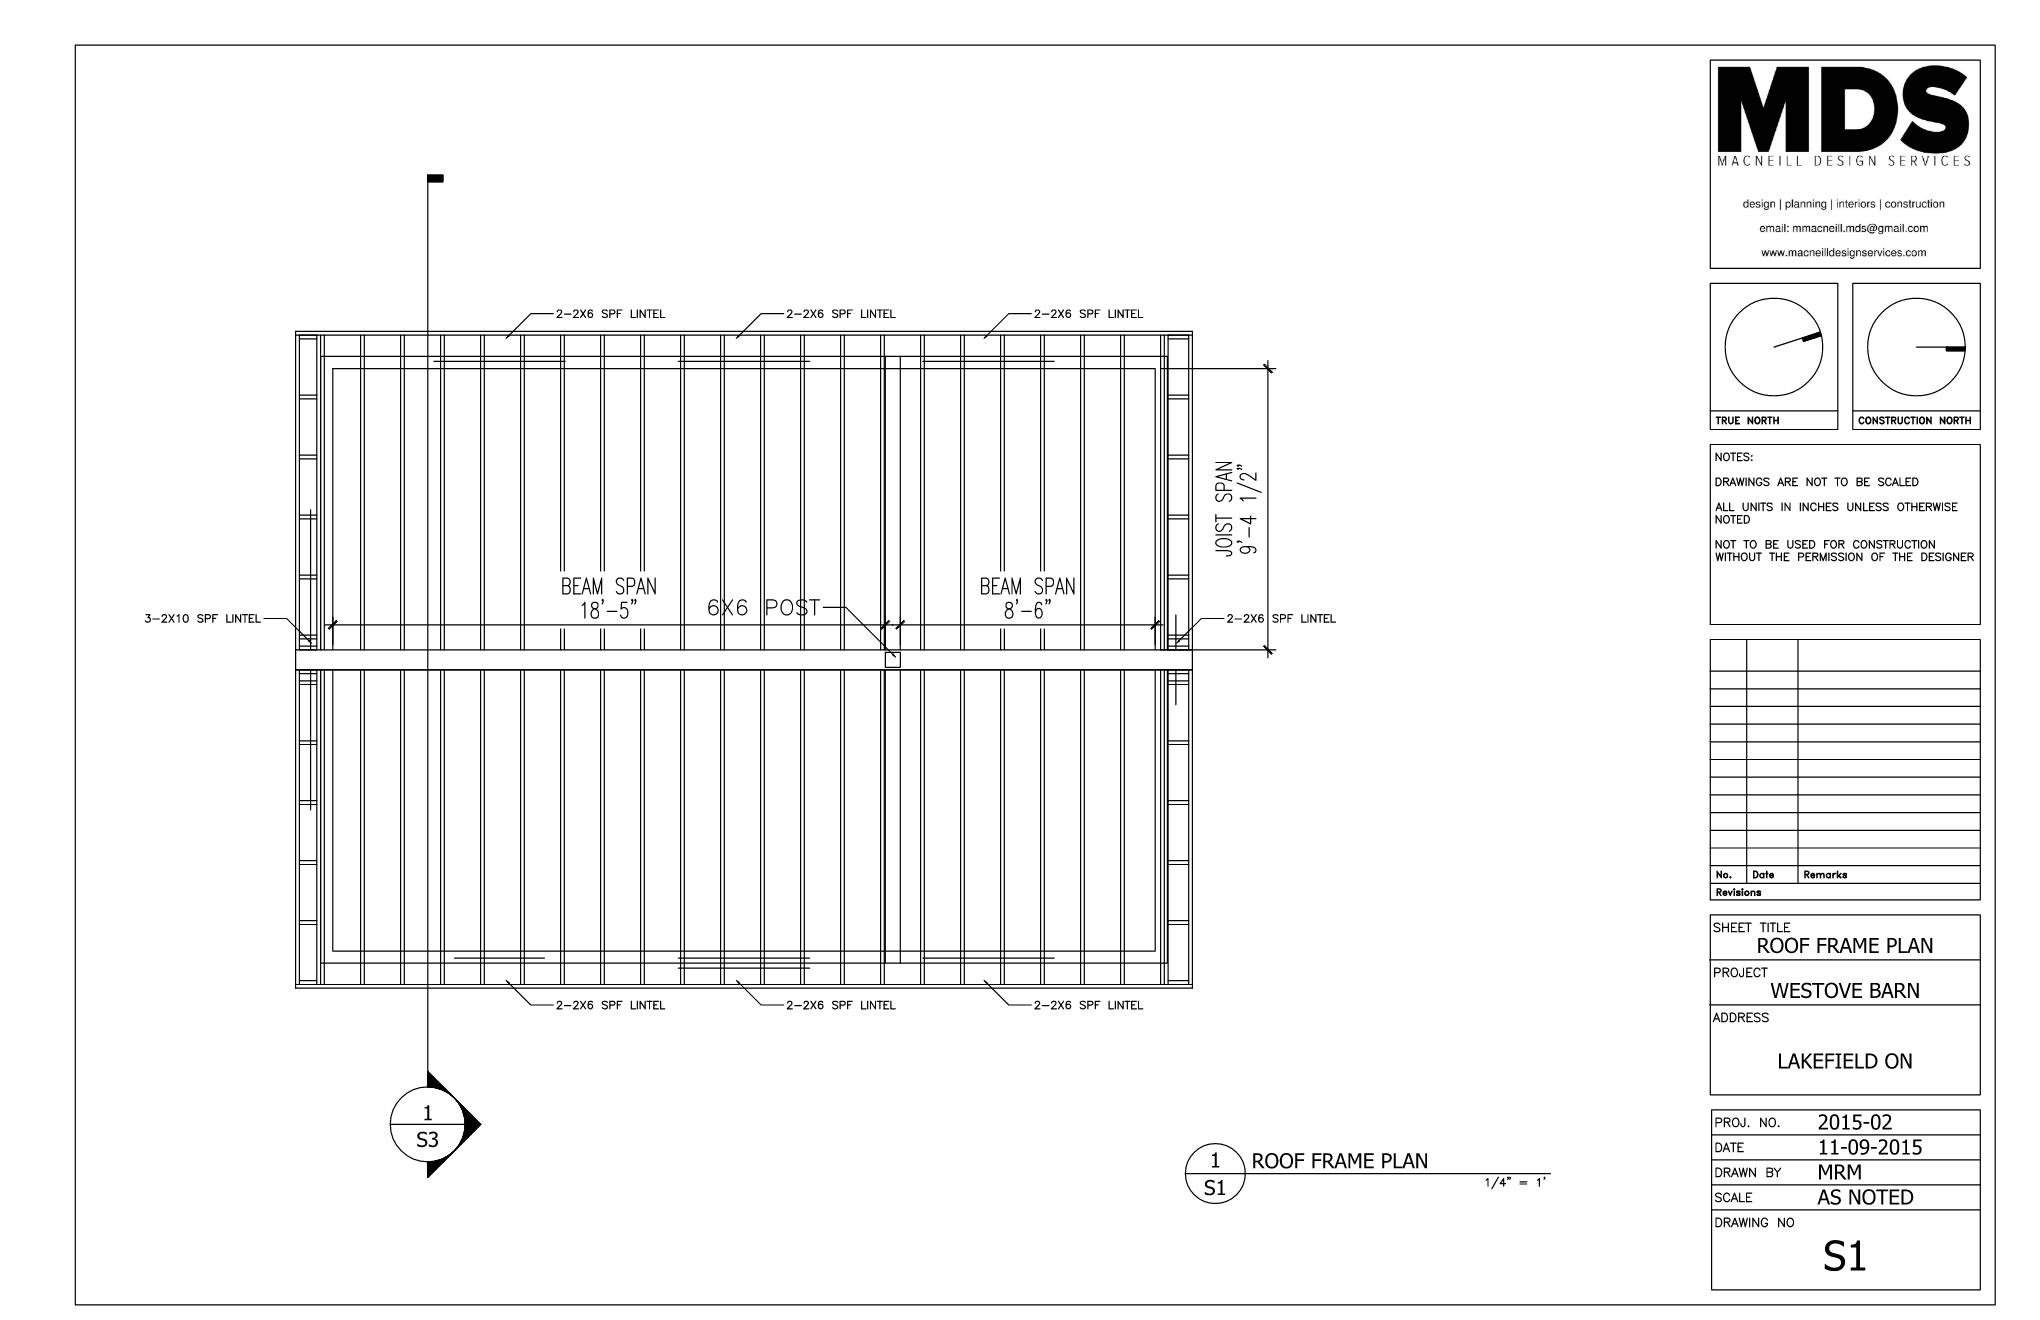 MDS
MACNEILL DESIGN SERVICES
design | planning | interiors | construction
email: mmacneill.mds@gmail.com
www.macneilldesignservices.com
TRUE NORTH
CONSTRUCTION NORTH
NOTES:
DRAWINGS ARE NOT TO BE SCALED
ALL UNITS IN INCHES UNLESS OTHERWISE
NOTED
NOT TO BE USED FOR CONSTRUCTION
WITHOUT THE PERMISSION OF THE DESIGNER
No. Date Remarks
Revisions
SHEET TITLE
ROOF FRAME PLAN
PROJECT
WESTOVE BARN
ADDRESS
LAKEFIELD ON
PROJ. NO. 2015-02
DATE 11-09-2015
DRAWN BY MRM
SCALE AS NOTED
DRAWING NO
S1
2-2X6 SPF LINTEL
2-2X6 SPF LINTEL
2-2X6 SPF LINTEL
JOIST SPAN
9'-4 1/2"
BEAM SPAN
18'-5"
6X6 POST
BEAM SPAN
8'-6"
3-2X10 SPF LINTEL
2-2X6 SPF LINTEL
2-2X6 SPF LINTEL
2-2X6 SPF LINTEL
2-2X6 SPF LINTEL
1
S3
1
S1
ROOF FRAME PLAN
1/4" = 1'